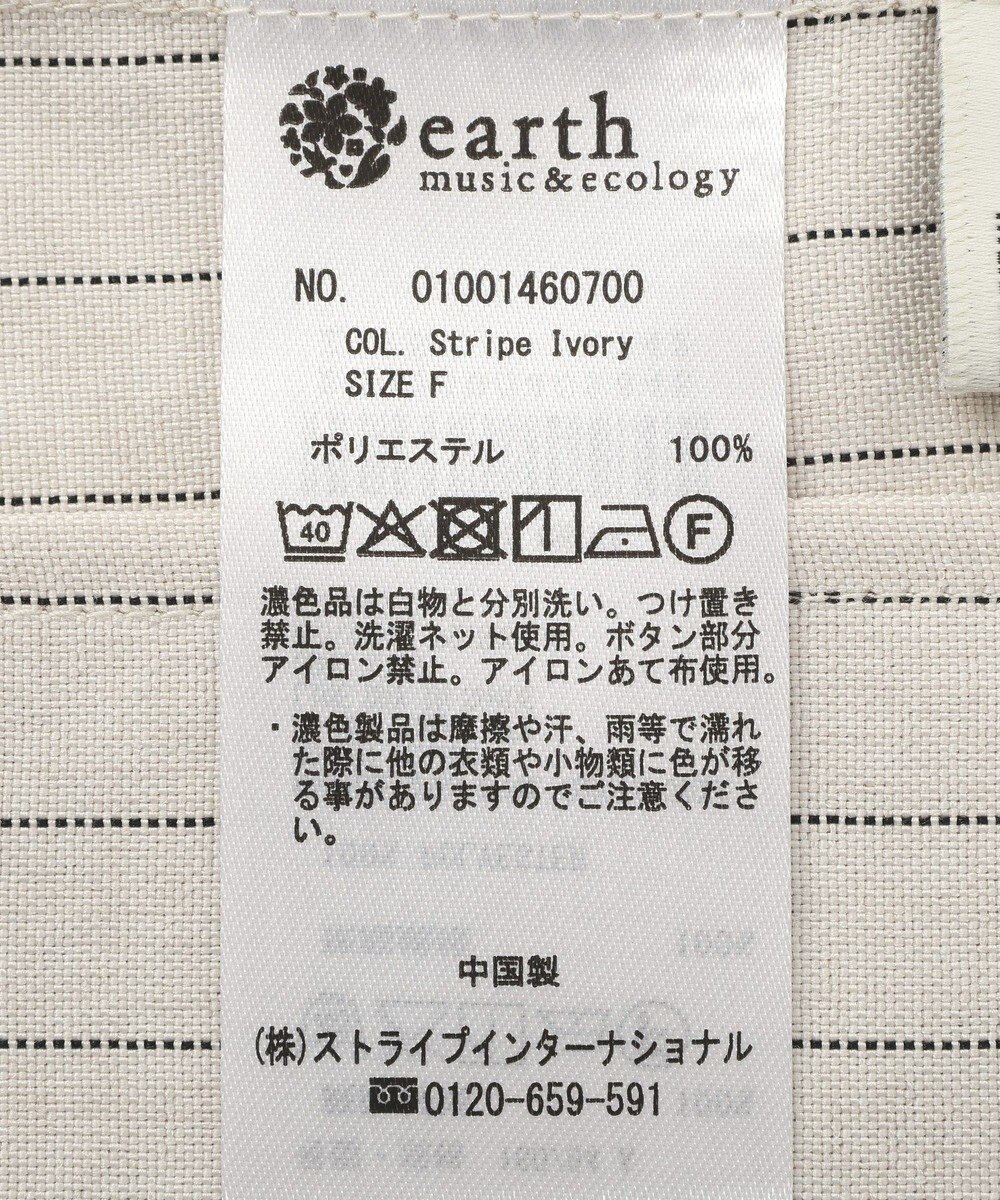 earth
music & ecology
NO. 01001460700
COL. Stripe Ivory
SIZE F
ポリエステル 100%
40 F
濃色品は白物と分別洗い。つけ置き
禁止。洗濯ネット使用。ボタン部分
アイロン禁止。アイロンあて布使用。
・濃色製品は摩擦や汗、雨等で濡れ
た際に他の衣類や小物類に色が移
る事がありますのでご注意くださ
い。
中国製
(株)ストライプインターナショナル
0120-659-591